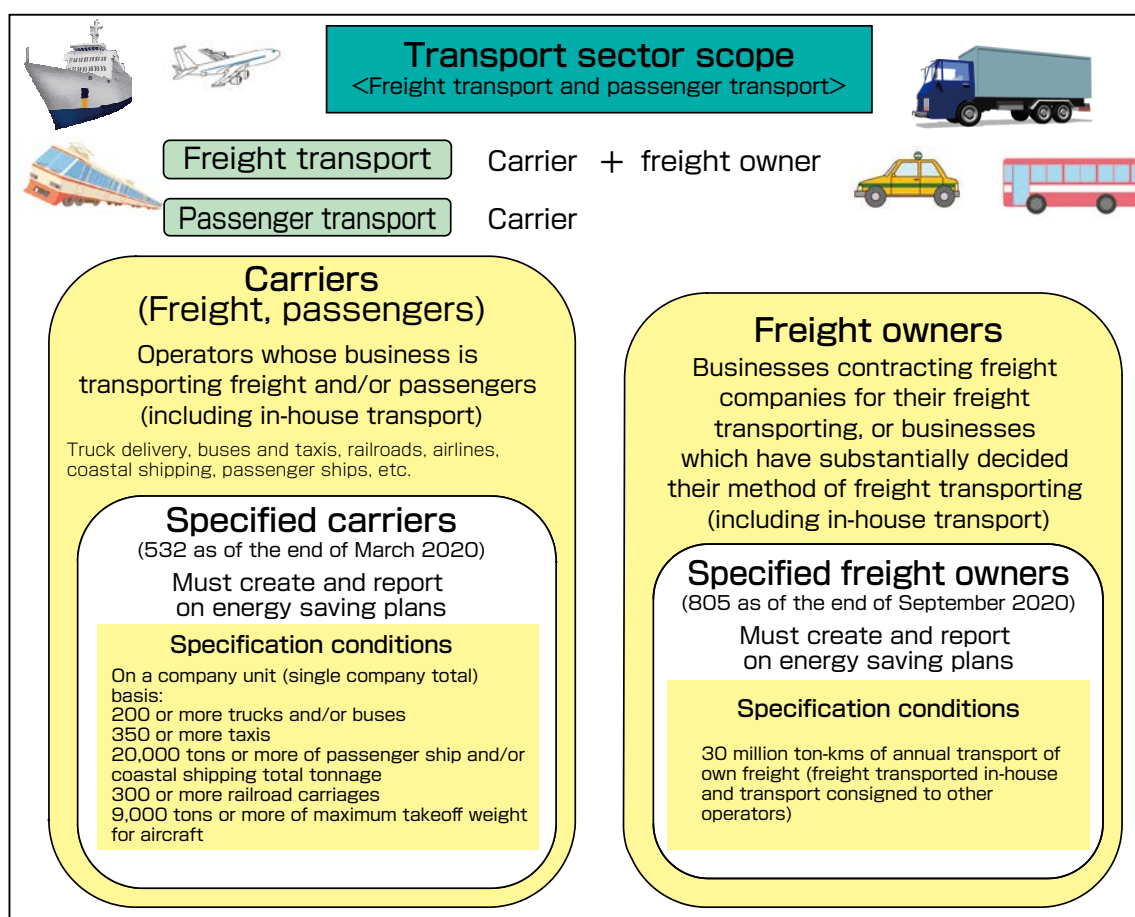 Transport sector scope
<Freight transport and passenger transport>
Freight transport Carrier + freight owner
Passenger transport Carrier
Carriers
(Freight, passengers)
Operators whose business is
transporting freight and/or passengers
(including in-house transport)
Truck delivery, buses and taxis, railroads, airlines,
coastal shipping, passenger ships, etc.
Specified carriers
(532 as of the end of March 2020)
Must create and report
on energy saving plans
Specification conditions
On a company unit (single company total)
basis:
200 or more trucks and/or buses
350 or more taxis
20,000 tons or more of passenger ship and/or
coastal shipping total tonnage
300 or more railroad carriages
9,000 tons or more of maximum takeoff weight
for aircraft
Freight owners
Businesses contracting freight
companies for their freight
transporting, or businesses
which have substantially decided
their method of freight transporting
(including in-house transport)
Specified freight owners
(805 as of the end of September 2020)
Must create and report
on energy saving plans
Specification conditions
30 million ton-kms of annual transport of
own freight (freight transported in-house
and transport consigned to other
operators)